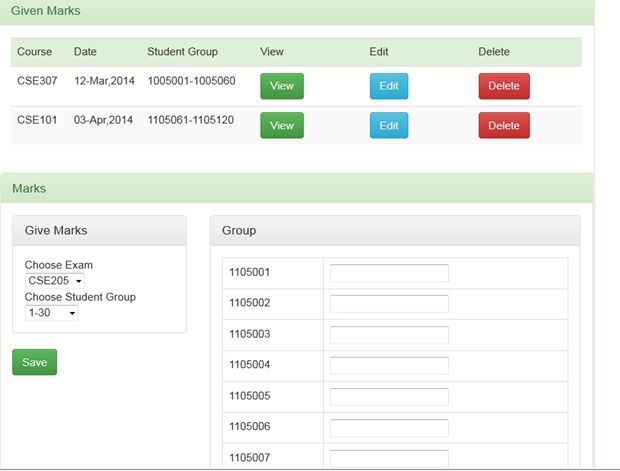 Given Marks
Course Date Student Group View Edit Delete
CSE307 12-Mar,2014 1005001-1005060 View Edit Delete
CSE101 03-Apr,2014 1105061-1105120 View Edit Delete
Marks
Give Marks
Choose Exam
CSE205
Choose Student Group
1-30
Save
Group
1105001
1105002
1105003
1105004
1105005
1105006
1105007